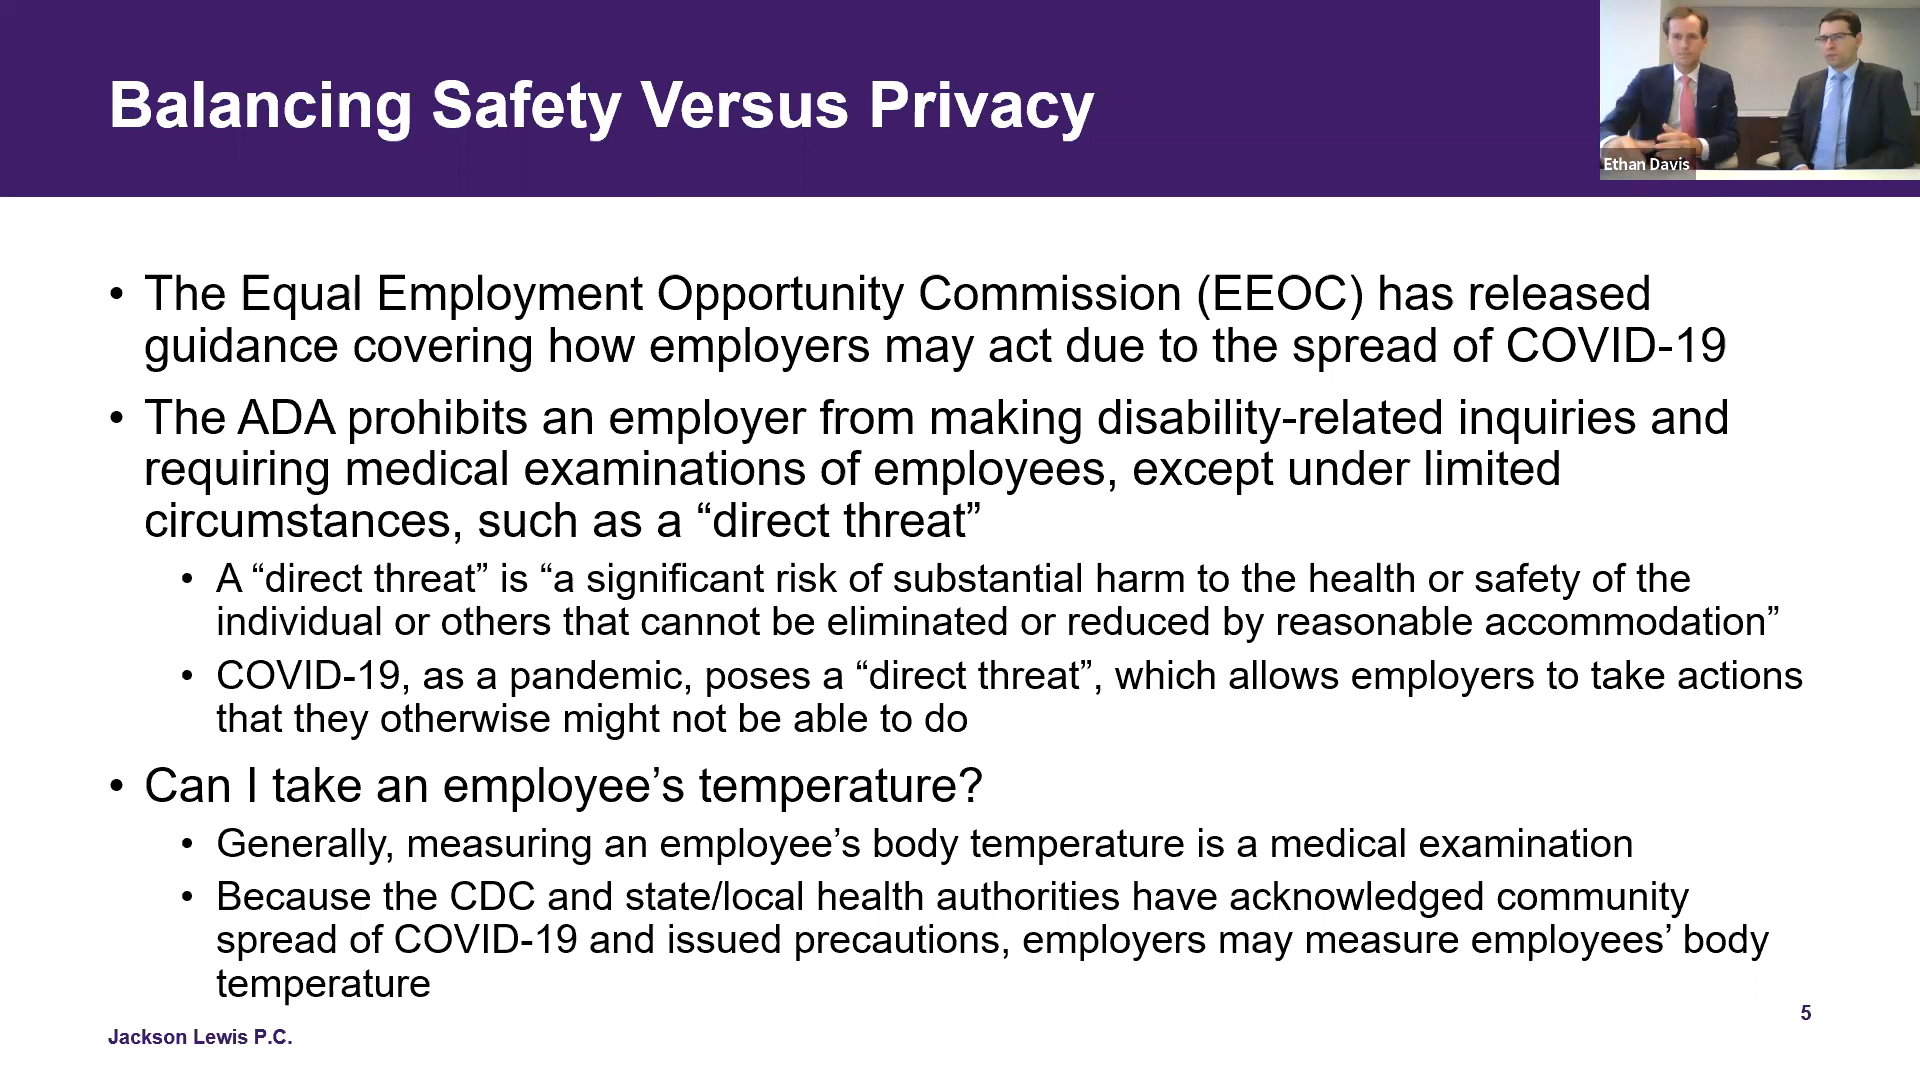 Balancing Safety Versus Privacy
Ethan Davis
• The Equal Employment Opportunity Commission (EEOC) has released
guidance covering how employers may act due to the spread of COVID-19
• The ADA prohibits an employer from making disability-related inquiries and
requiring medical examinations of employees, except under limited
circumstances, such as a “direct threat”
• A “direct threat” is “a significant risk of substantial harm to the health or safety of the
individual or others that cannot be eliminated or reduced by reasonable accommodation”
• COVID-19, as a pandemic, poses a “direct threat”, which allows employers to take actions
that they otherwise might not be able to do
• Can I take an employee’s temperature?
• Generally, measuring an employee’s body temperature is a medical examination
• Because the CDC and state/local health authorities have acknowledged community
spread of COVID-19 and issued precautions, employers may measure employees’ body
temperature
5
Jackson Lewis P.C.